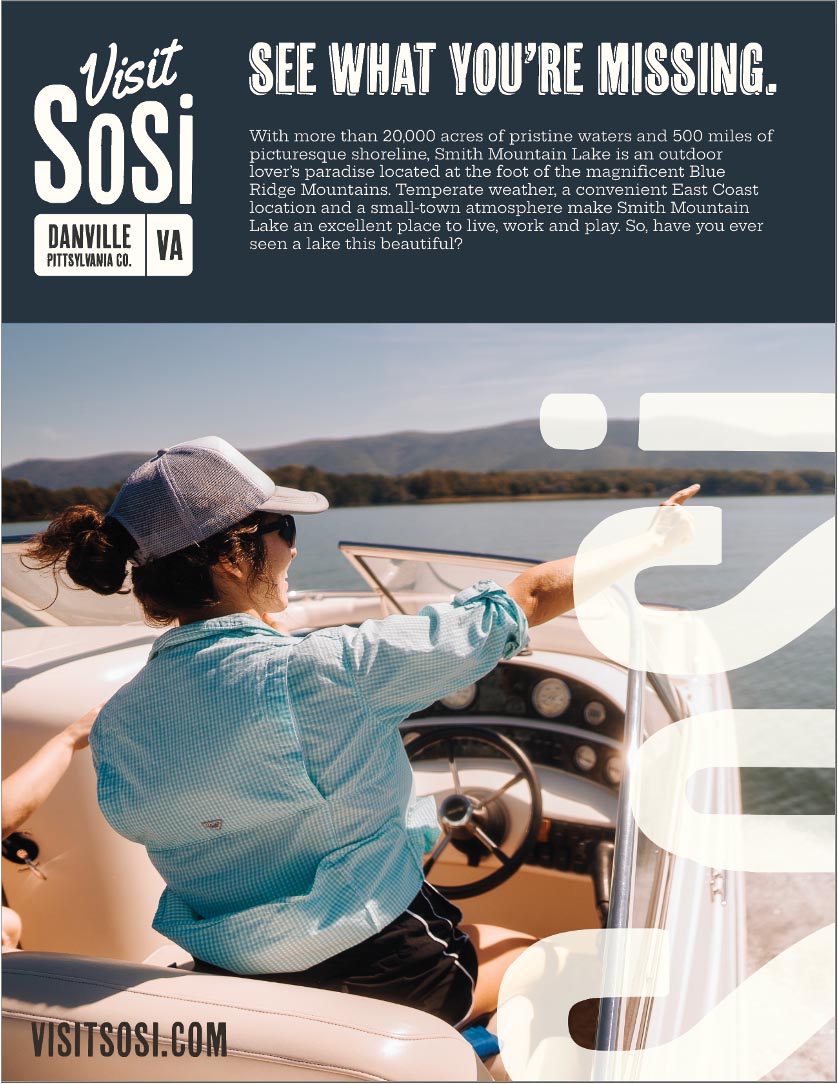 Visit
SoSi
DANVILLE
PITTSYLVANIA CO.
VA
SEE WHAT YOU'RE MISSING.
With more than 20,000 acres of pristine waters and 500 miles of
picturesque shoreline, Smith Mountain Lake is an outdoor
lover's paradise located at the foot of the magnificent Blue
Ridge Mountains. Temperate weather, a convenient East Coast
location and a small-town atmosphere make Smith Mountain
Lake an excellent place to live, work and play. So, have you ever
seen a lake this beautiful?
SoSi
VISITSOSI.COM